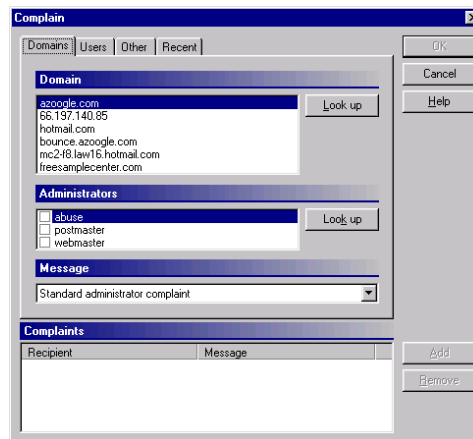 Complain
Domains Users Other Recent
OK
Cancel
Help
Domain
azoogle.com
66.197.140.85
hotmail.com
bounce.azoogle.com
mc2-f8.law16.hotmail.com
freesamplecenter.com
Look up
Administrators
abuse
postmaster
webmaster
Look up
Message
Standard administrator complaint
Complaints
Recipient Message
Add
Remove